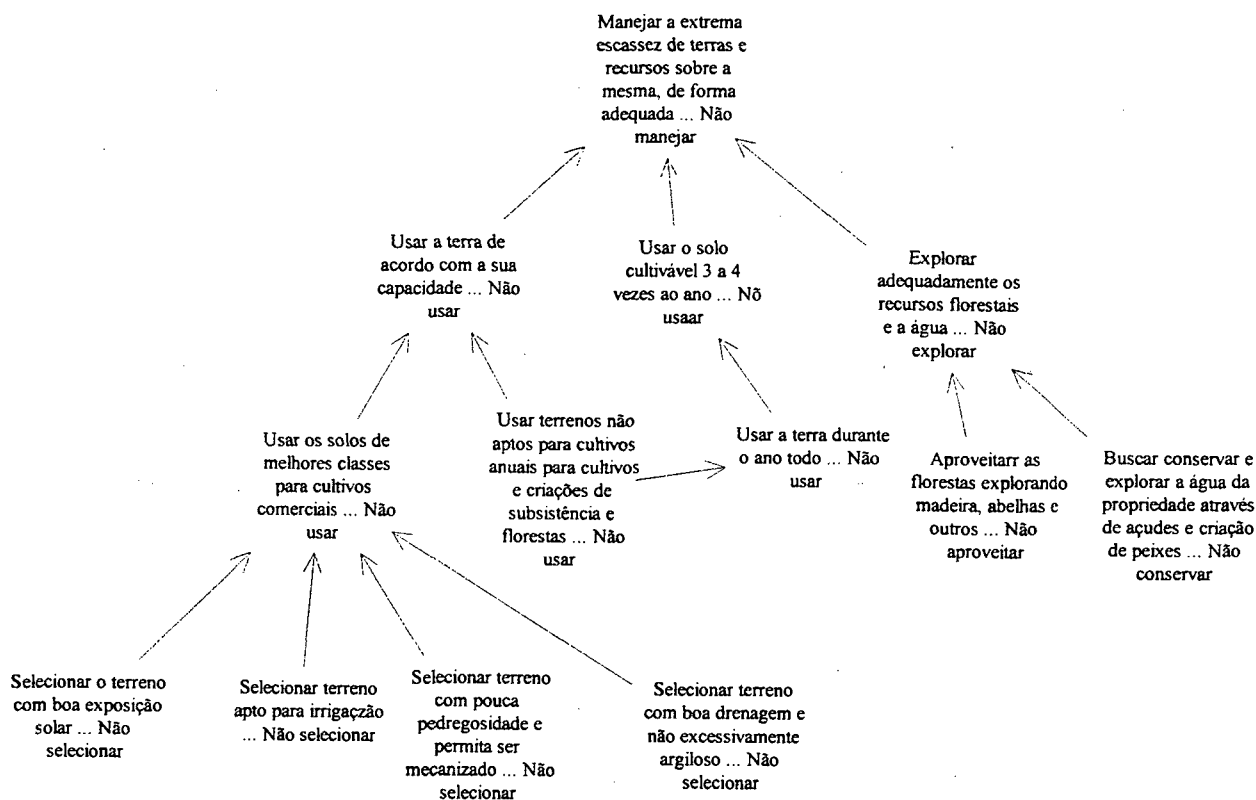 Manejar a extrema
escassez de terras e
recursos sobre a
mesma, de forma
adequada ... Não
manejar
Usar a terra de
acordo com a sua
capacidade ... Não
usar
Usar o solo
cultivável 3 a 4
vezes ao ano ... Nõ
usaar
Explorar
adequadamente os
recursos florestais
e a água ... Não
explorar
Usar os solos de
melhores classes
para cultivos
comerciais ... Não
usar
Usar terrenos não
aptos para cultivos
anuais para cultivos
e criações de
subsistência e
florestas ... Não
usar
Usar a terra durante
o ano todo ... Não
usar
Aproveitarr as
florestas explorando
madeira, abelhas e
outros ... Não
aproveitar
Buscar conservar e
explorar a água da
propriedade através
de açudes e criação
de peixes ... Não
conservar
Selecionar o terreno
com boa exposição
solar ... Não
selecionar
Selecionar terreno
apto para irrigaçzão
... Não selecionar
Selecionar terreno
com pouca
pedregosidade e
permita ser
mecanizado ... Não
selecionar
Selecionar terreno
com boa drenagem e
não excessivamente
argiloso ... Não
selecionar